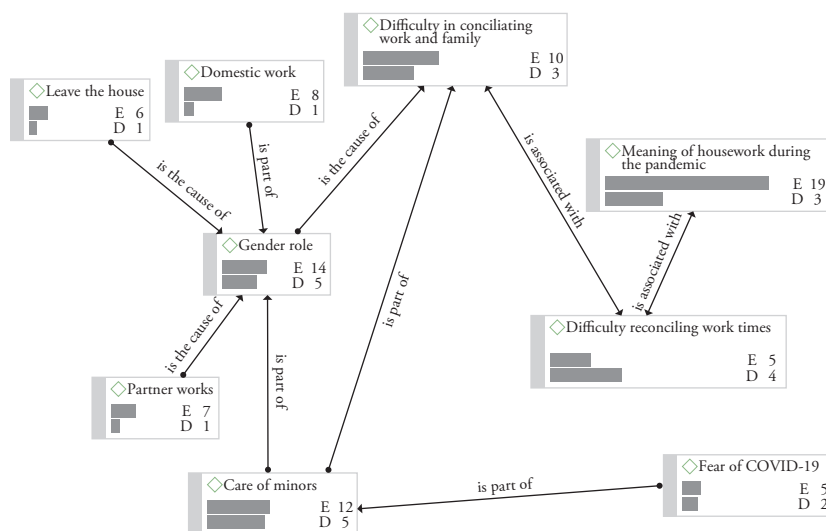 Difficulty in conciliating
work and family
E 10
D 3
Domestic work
E 8
D 1
Leave the house
E 6
D 1
is the cause of
is part of
is the cause of
is associated with
Meaning of housework during
the pandemic
E 19
D 3
is associated with
Gender role
E 14
D 5
is part of
Difficulty reconciling work times
E 5
D 4
is the cause of
is part of
Partner works
E 7
D 1
Care of minors
E 12
D 5
is part of
Fear of COVID-19
E 5
D 2